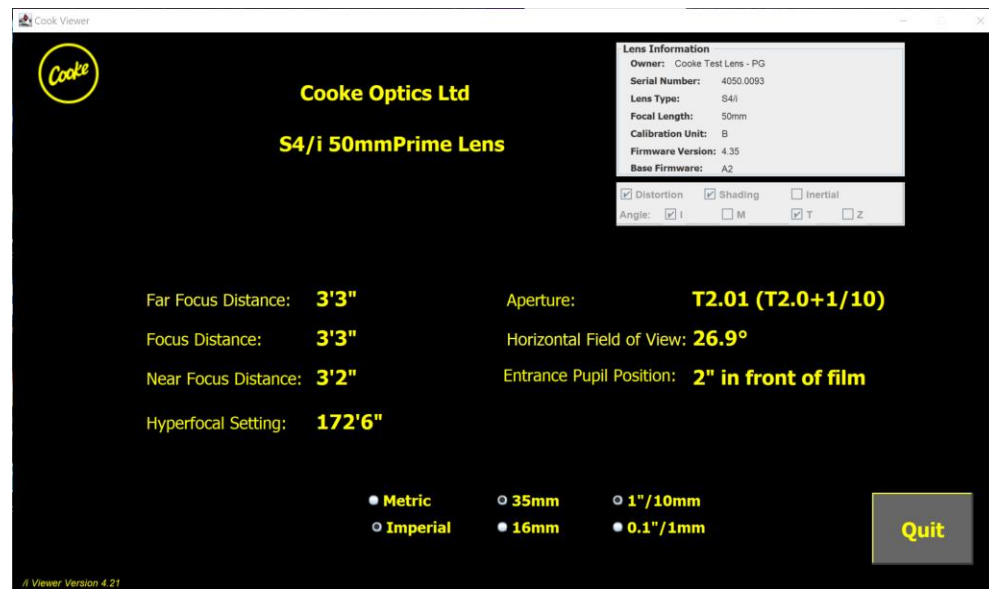 Cook Viewer
Cooke
Cooke Optics Ltd
S4/i 50mmPrime Lens
Lens Information
Owner: Cooke Test Lens - PG
Serial Number: 4050.0093
Lens Type: S4/i
Focal Length: 50mm
Calibration Unit: B
Firmware Version: 4.35
Base Firmware: A2
Distortion Shading Inertial
Angle: I M T Z
Far Focus Distance: 3'3"
Focus Distance: 3'3"
Near Focus Distance: 3'2"
Hyperfocal Setting: 172'6"
Aperture: T2.01 (T2.0+1/10)
Horizontal Field of View: 26.9°
Entrance Pupil Position: 2" in front of film
Metric 35mm 1"/10mm
Imperial 16mm 0.1"/1mm
Quit
/i Viewer Version 4.21